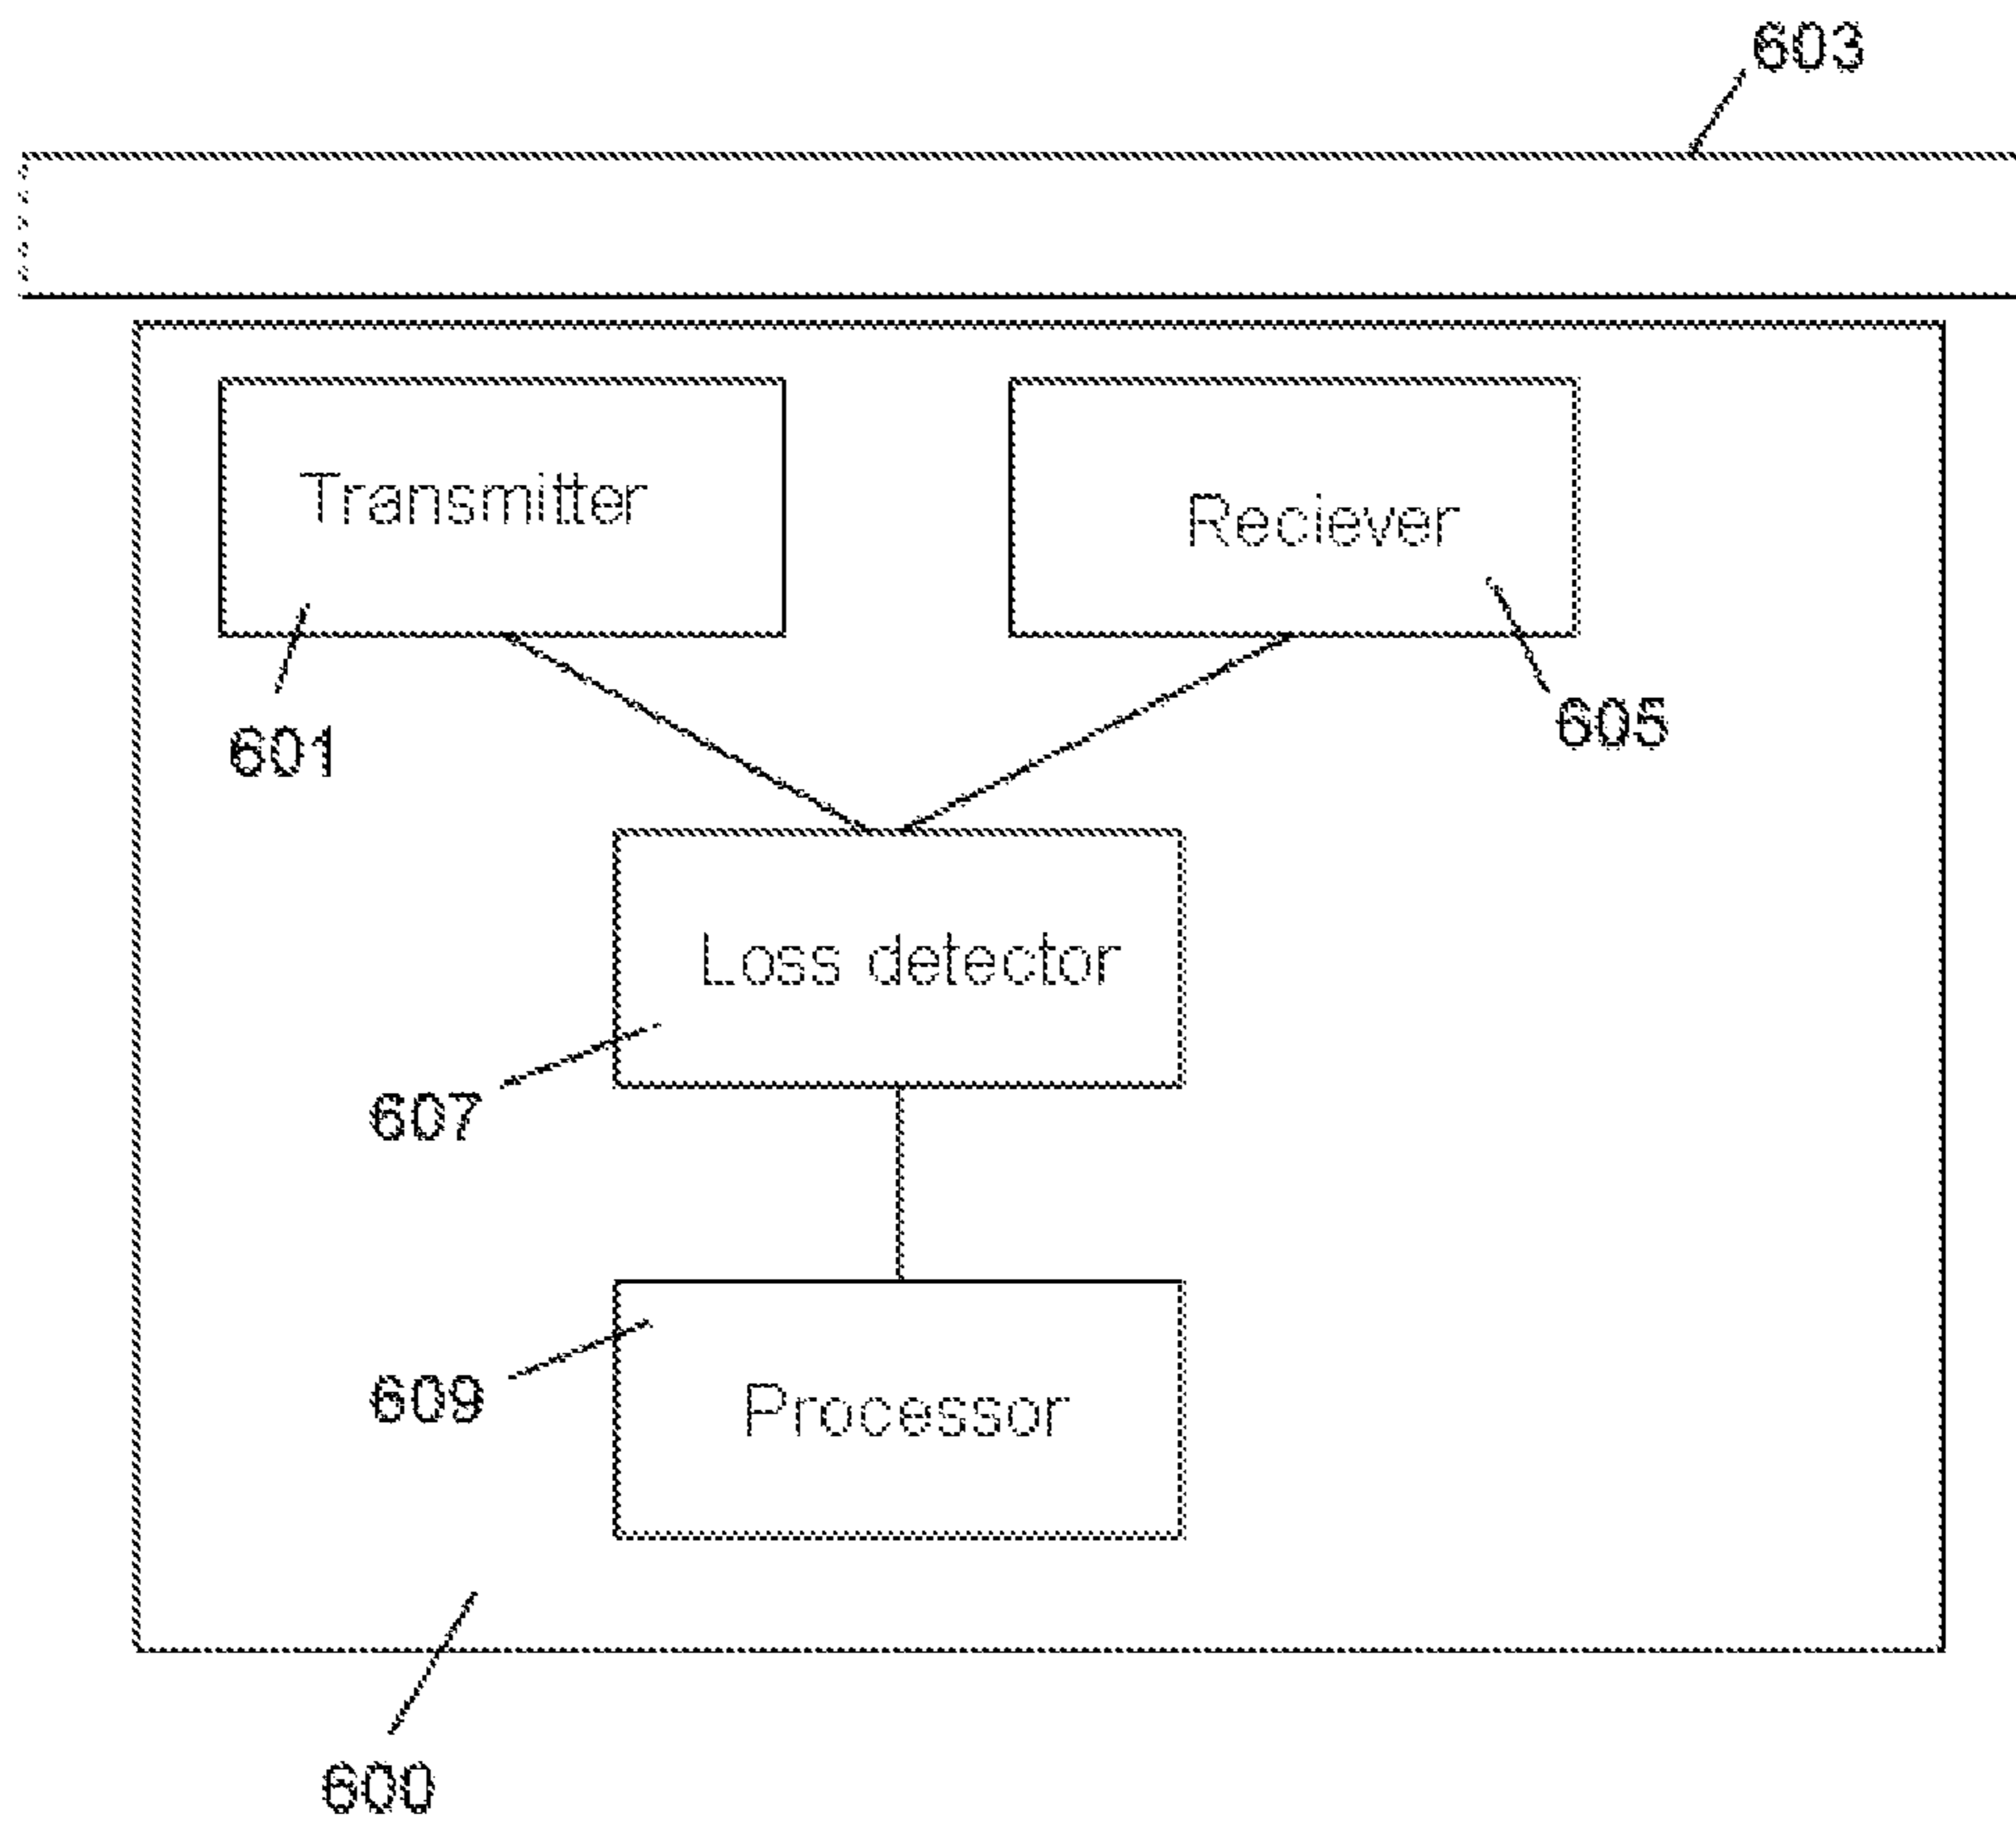 603
Transmitter
Reciever
601
605
Loss detector
607
609
Processor
600